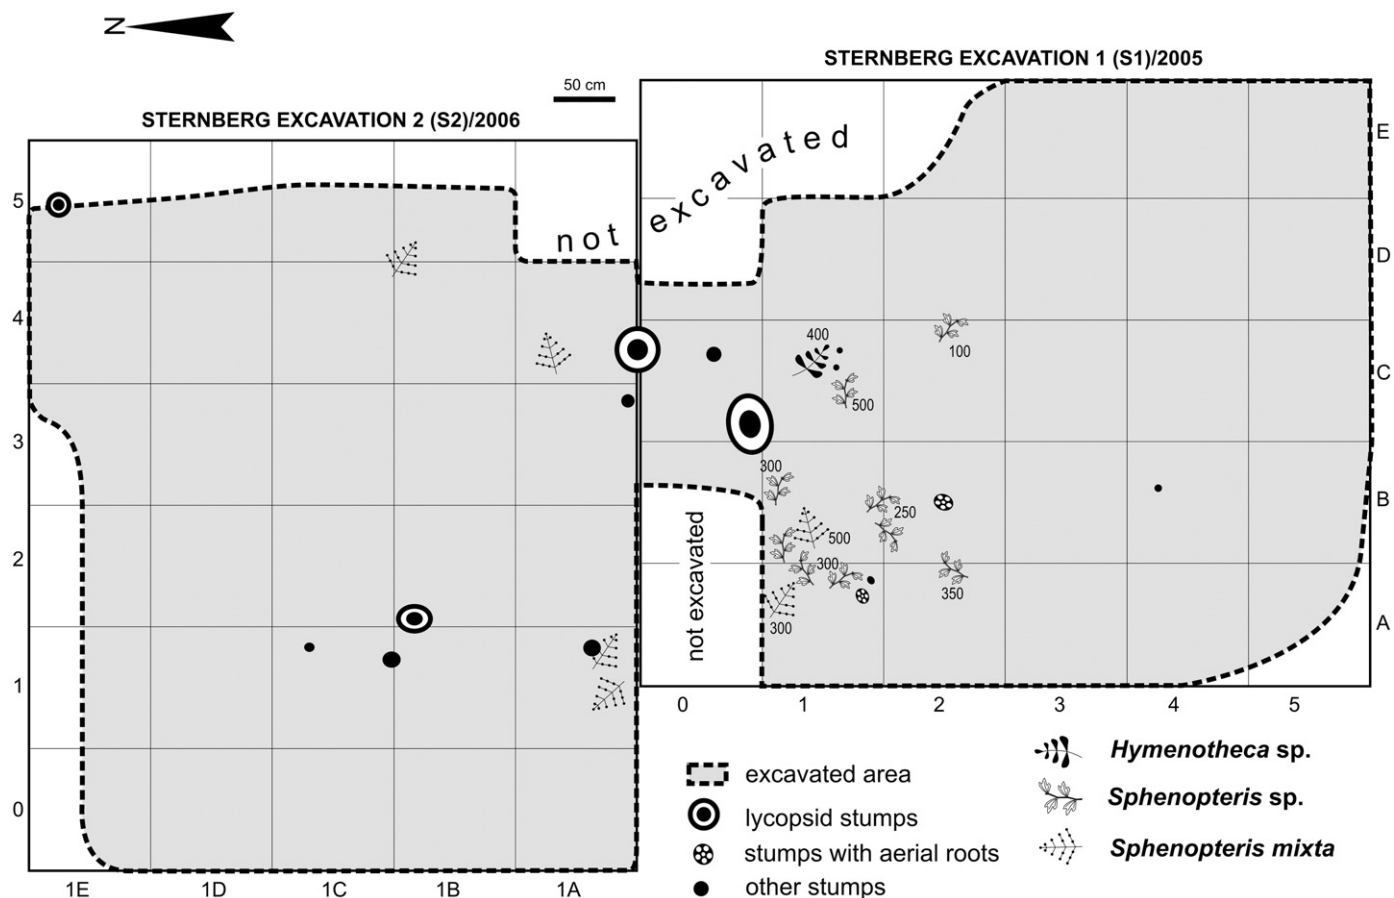 N
STERNBERG EXCAVATION 1 (S1)/2005
50 cm
STERNBERG EXCAVATION 2 (S2)/2006
not excavated
E
5
D
4
400
100
C
500
3
300
B
250
500
2
300
350
not excavated
300
A
1
0 1 2 3 4 5
0
1E 1D 1C 1B 1A
excavated area
lycopsid stumps
stumps with aerial roots
other stumps
Hymenotheca sp.
Sphenopteris sp.
Sphenopteris mixta